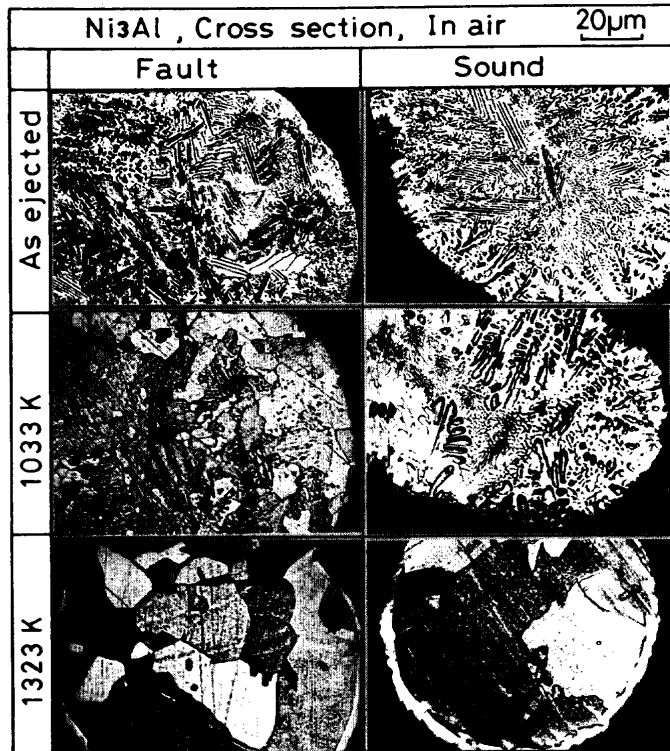 Ni3Al , Cross section, In air 20μm
Fault Sound
As ejected
1033 K
1323 K